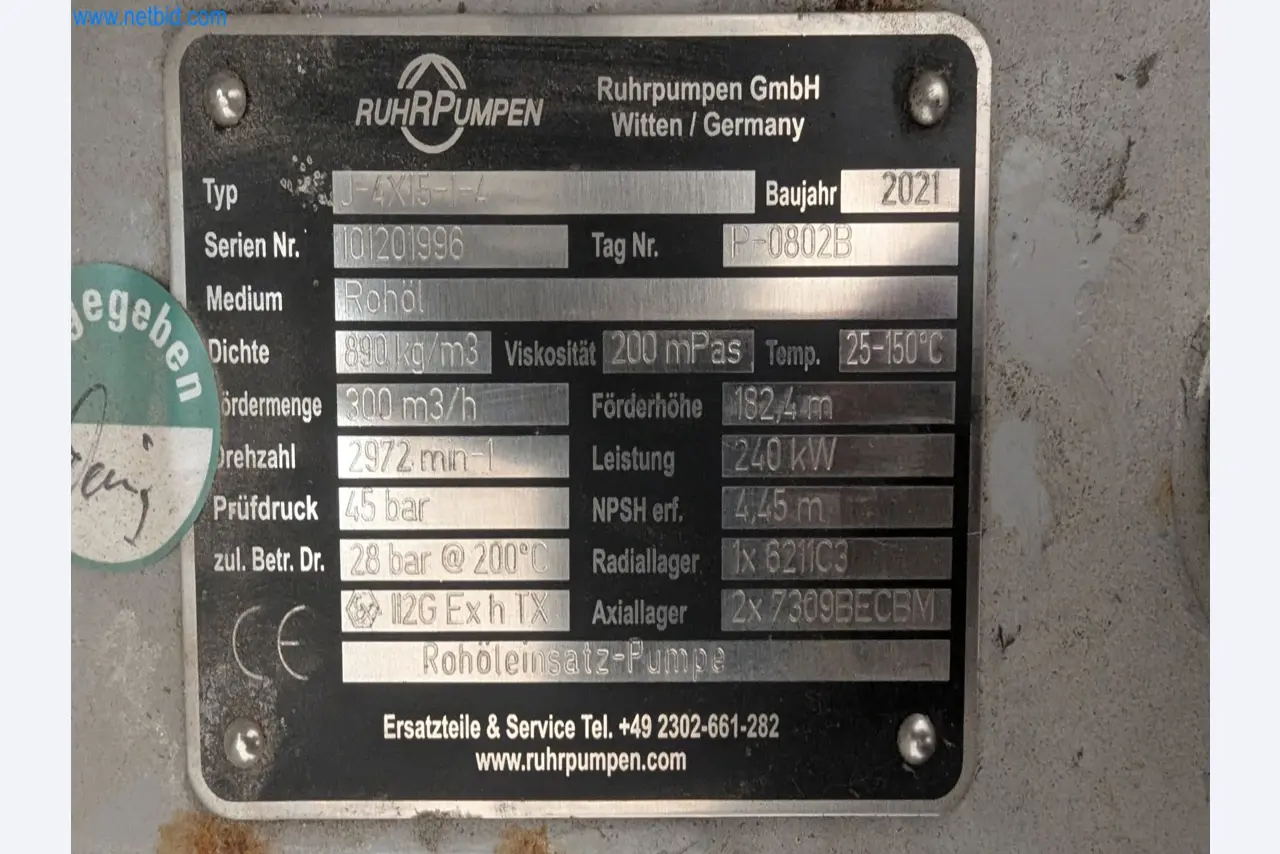 www.netbid.com
RUHRPUMPEN
Ruhrpumpen GmbH
Witten / Germany
Typ J-4X15-1-4 Baujahr 2021
Serien Nr. 101201996 Tag Nr. P-0802B
Medium Rohöl
Dichte 890 kg/m3 Viskosität 200 mPas Temp. 25-150°C
ördermenge 300 m3/h Förderhöhe 182,4 m
Drehzahl 2972 min-1 Leistung 240 kW
Prüfdruck 45 bar NPSH erf. 4,45 m
zul. Betr. Dr. 28 bar @ 200°C Radiallager 1x 6211C3
CE Ex II2G Ex h TX Axiallager 2x 7309BECBM
Rohöleinsatz-Pumpe
Ersatzteile & Service Tel. +49 2302-661-282
www.ruhrpumpen.com
gegeben